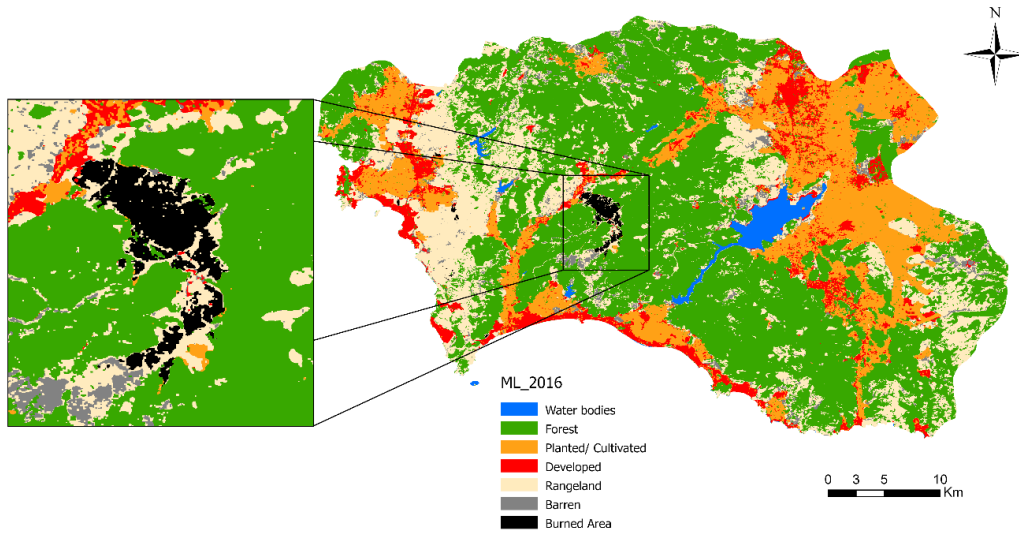 N
ML_2016
Water bodies
Forest
Planted/ Cultivated
Developed
Rangeland
Barren
Burned Area
0 3 5 10
Km